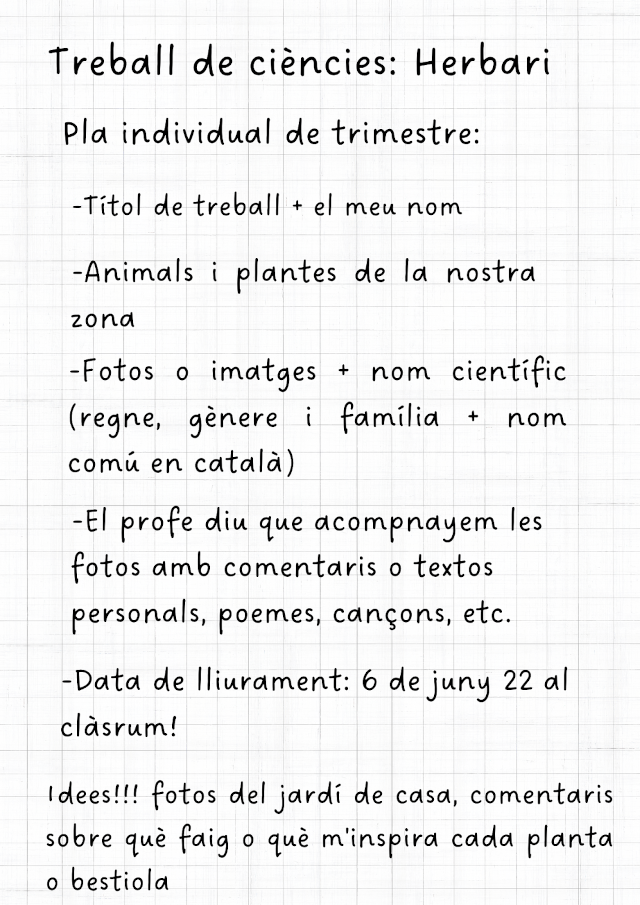 Treball de ciències: Herbari
Pla individual de trimestre:
-Títol de treball + el meu nom
-Animals i plantes de la nostra
zona
-Fotos o imatges + nom científic
(regne, gènere i família + nom
comú en català)
-El profe diu que acompnayem les
fotos amb comentaris o textos
personals, poemes, cançons, etc.
-Data de lliurament: 6 de juny 22 al
clàsrum!
Idees!!! fotos del jardí de casa, comentaris
sobre què faig o què m'inspira cada planta
o bestiola